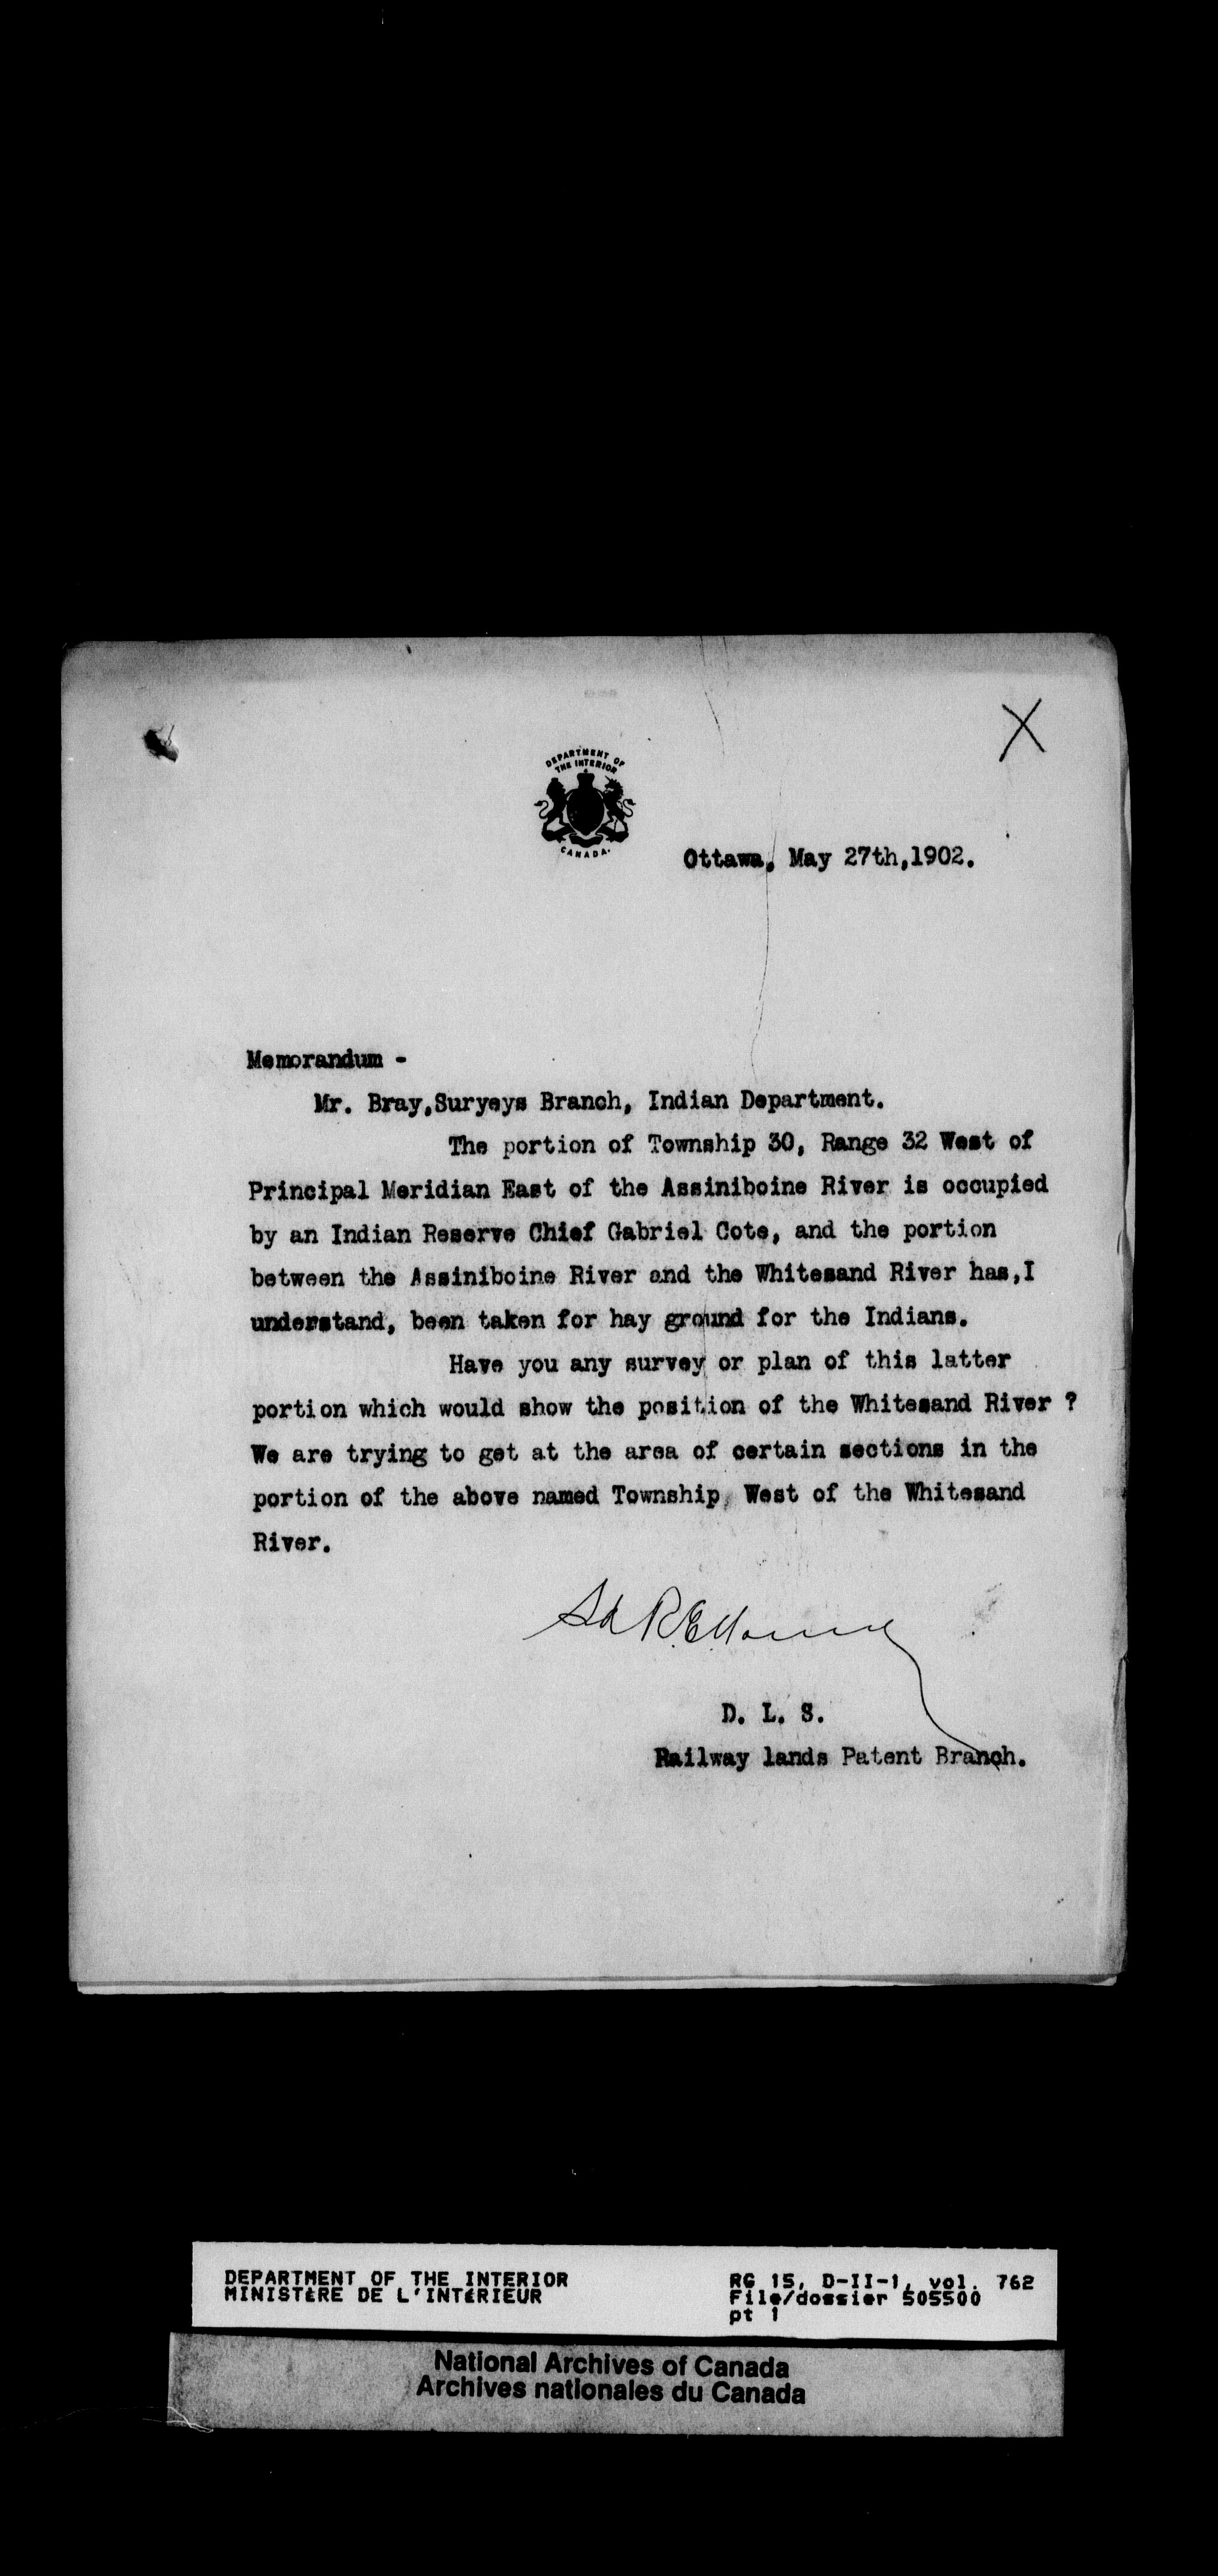 X
DEPARTMENT OF
THE INTERIOR
CANADA.
Ottawa, May 27th,1902.
Memorandum -
Mr. Bray,Surveys Branch, Indian Department.
The portion of Township 30, Range 32 West of
Principal Meridian East of the Assiniboine River is occupied
by an Indian Reserve Chief Gabriel Cote, and the portion
between the Assiniboine River and the Whitesand River has,I
understand, been taken for hay ground for the Indians.
Have you any survey or plan of this latter
portion which would show the position of the Whitesand River ?
We are trying to get at the area of certain sections in the
portion of the above named Township, West of the Whitesand
River.
Sd R.E.
D. L. S.
Railway lands Patent Branch.
DEPARTMENT OF THE INTERIOR
MINISTÈRE DE L'INTÉRIEUR
RG 15, D-II-1, vol. 762
File/dossier 505500
pt 1
National Archives of Canada
Archives nationales du Canada